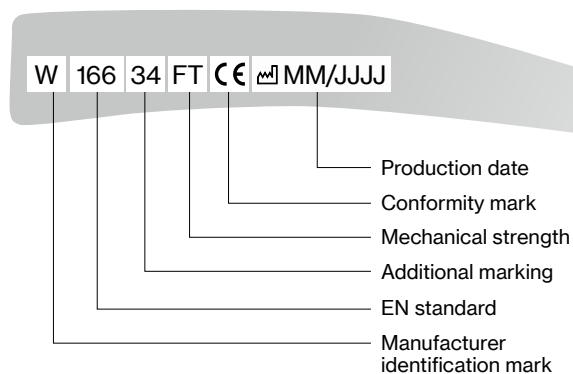 W 166 34 FT CE MM/JJJJ
Production date
Conformity mark
Mechanical strength
Additional marking
EN standard
Manufacturer
identification mark